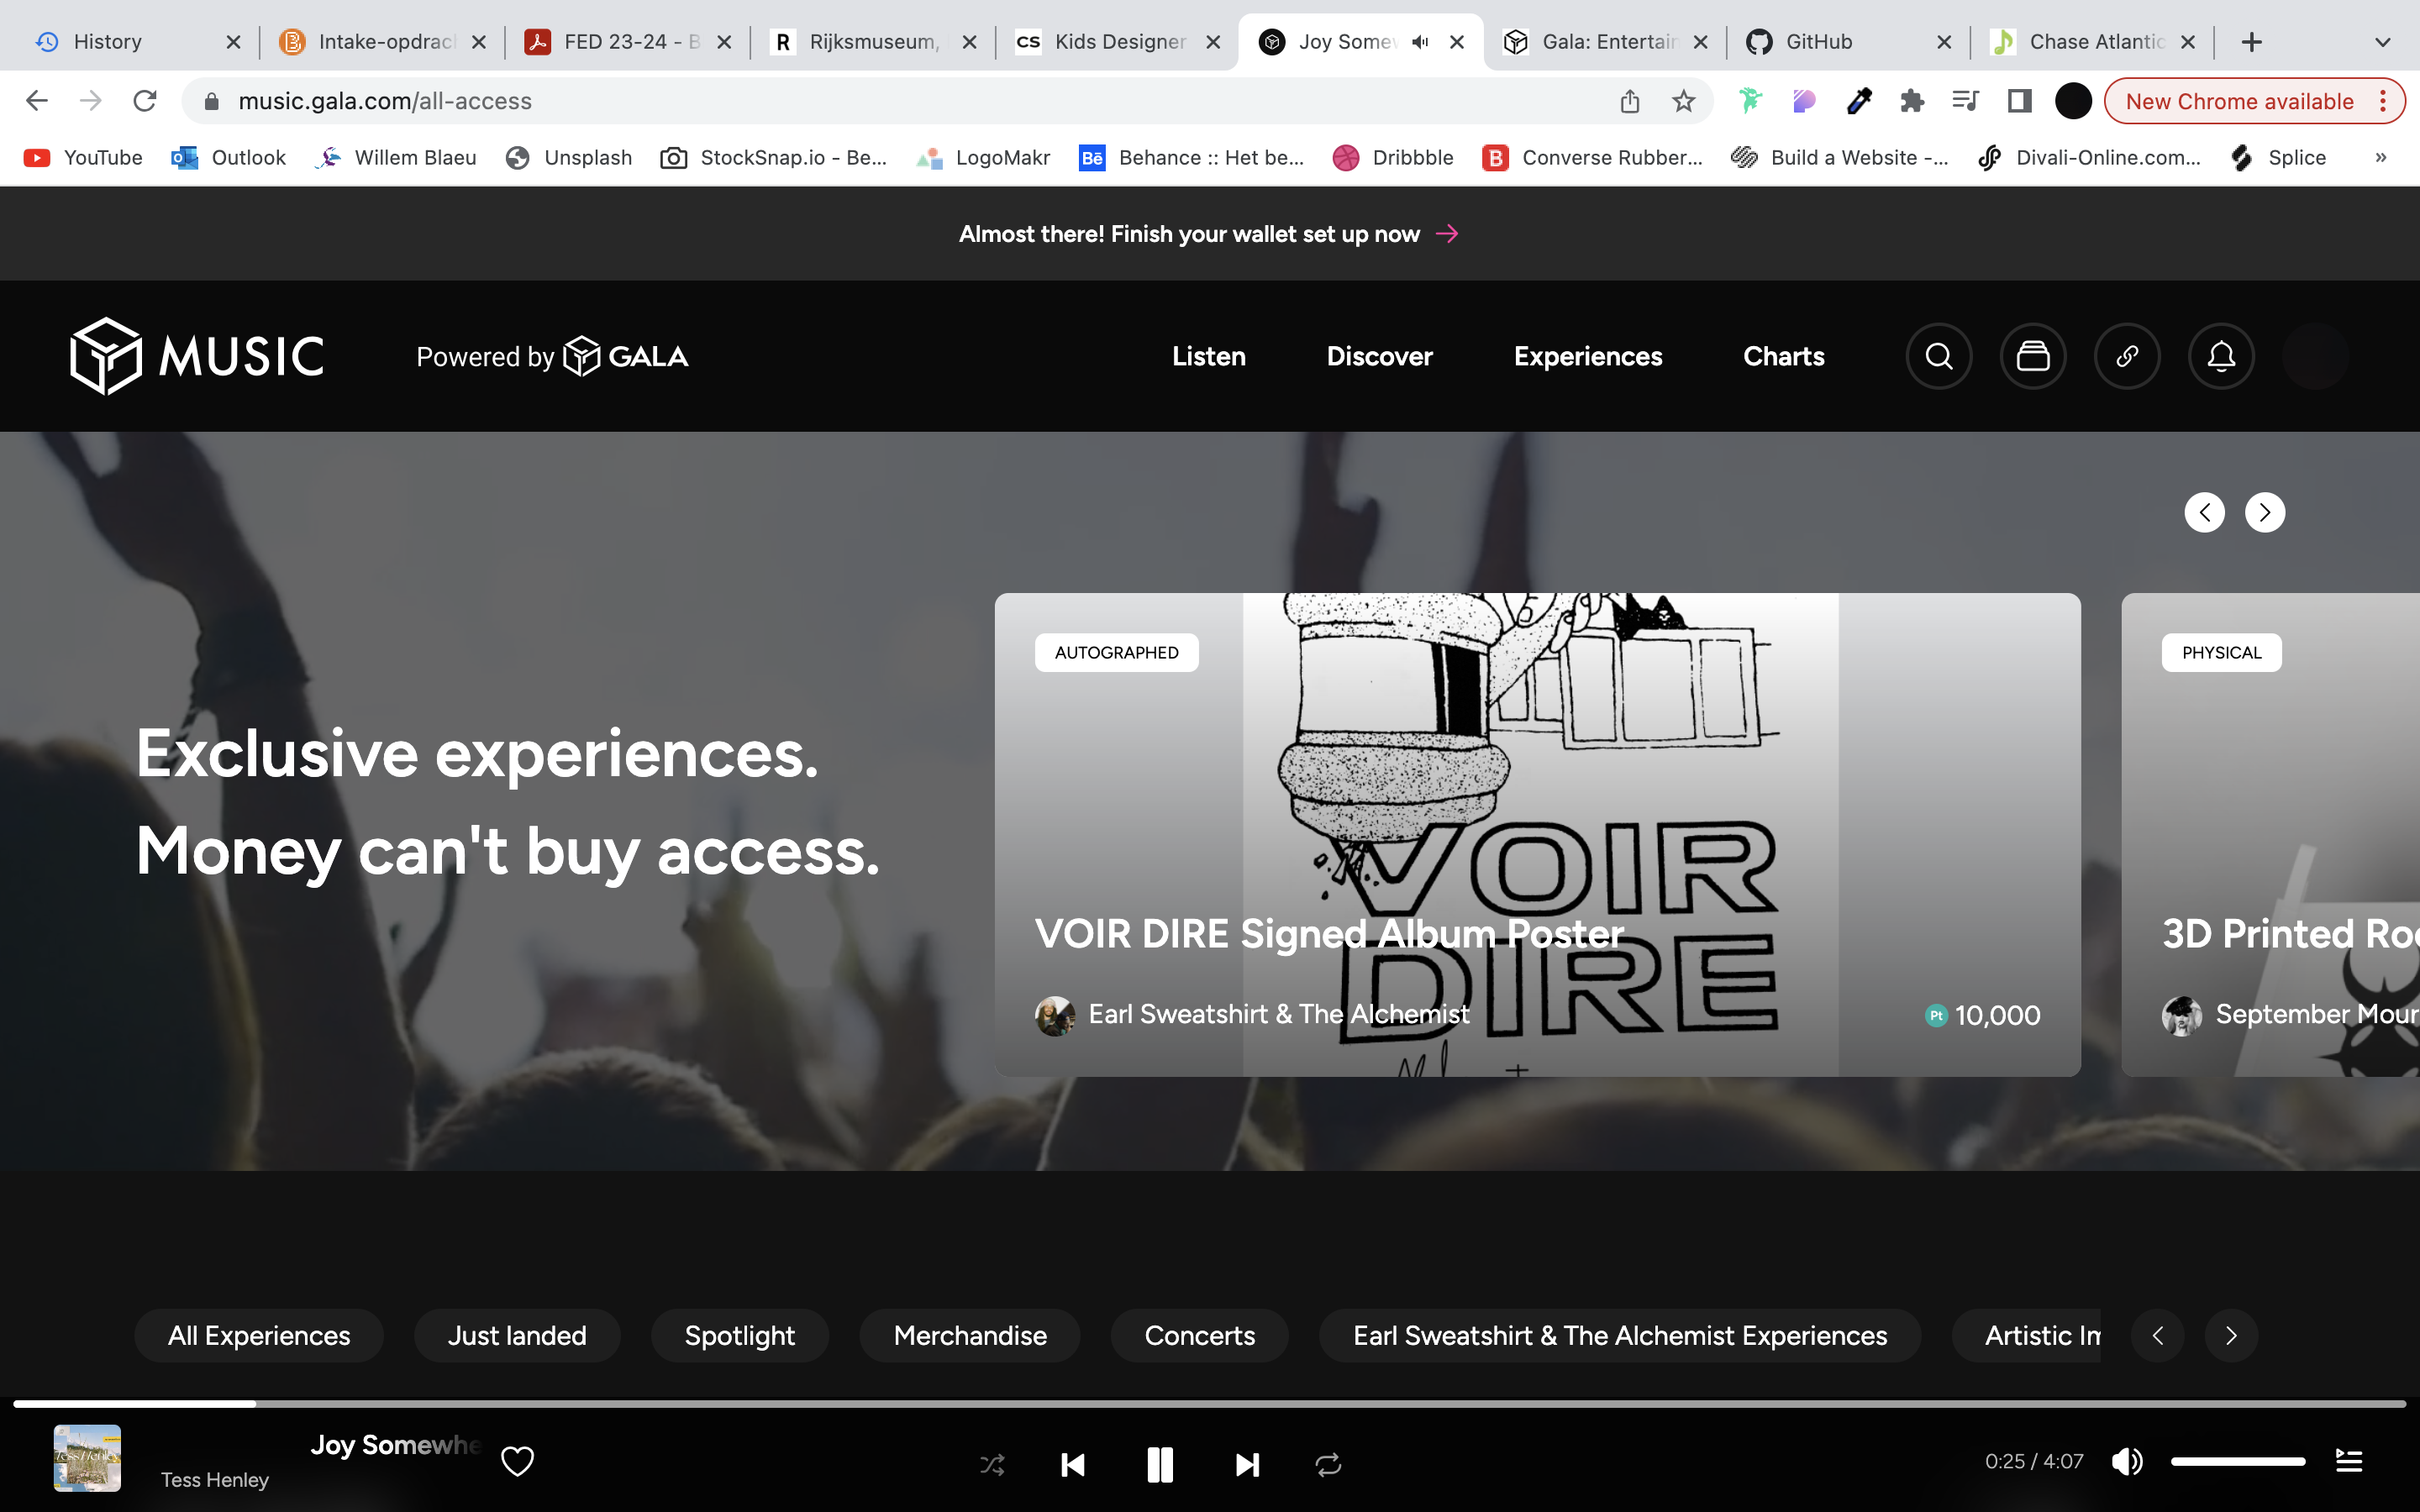 History
Intake-opdrac
FED 23-24 - B
Rijksmuseum,
Kids Designer
Joy Somew
Gala: Entertain
GitHub
Chase Atlantic
music.gala.com/all-access
New Chrome available
YouTube
Outlook
Willem Blaeu
Unsplash
StockSnap.io - Be...
LogoMakr
Behance :: Het be...
Dribbble
Converse Rubber...
Build a Website -...
Divali-Online.com...
Splice
»
Almost there! Finish your wallet set up now
MUSIC
Powered by GALA
Listen
Discover
Experiences
Charts
Exclusive experiences.
Money can't buy access.
AUTOGRAPHED
VOIR
DIRE
VOIR DIRE Signed Album Poster
Earl Sweatshirt & The Alchemist
Pt 10,000
PHYSICAL
3D Printed Ro
September Mour
All Experiences
Just landed
Spotlight
Merchandise
Concerts
Earl Sweatshirt & The Alchemist Experiences
Artistic Im
Joy Somewhe
Tess Henley
0:25 / 4:07